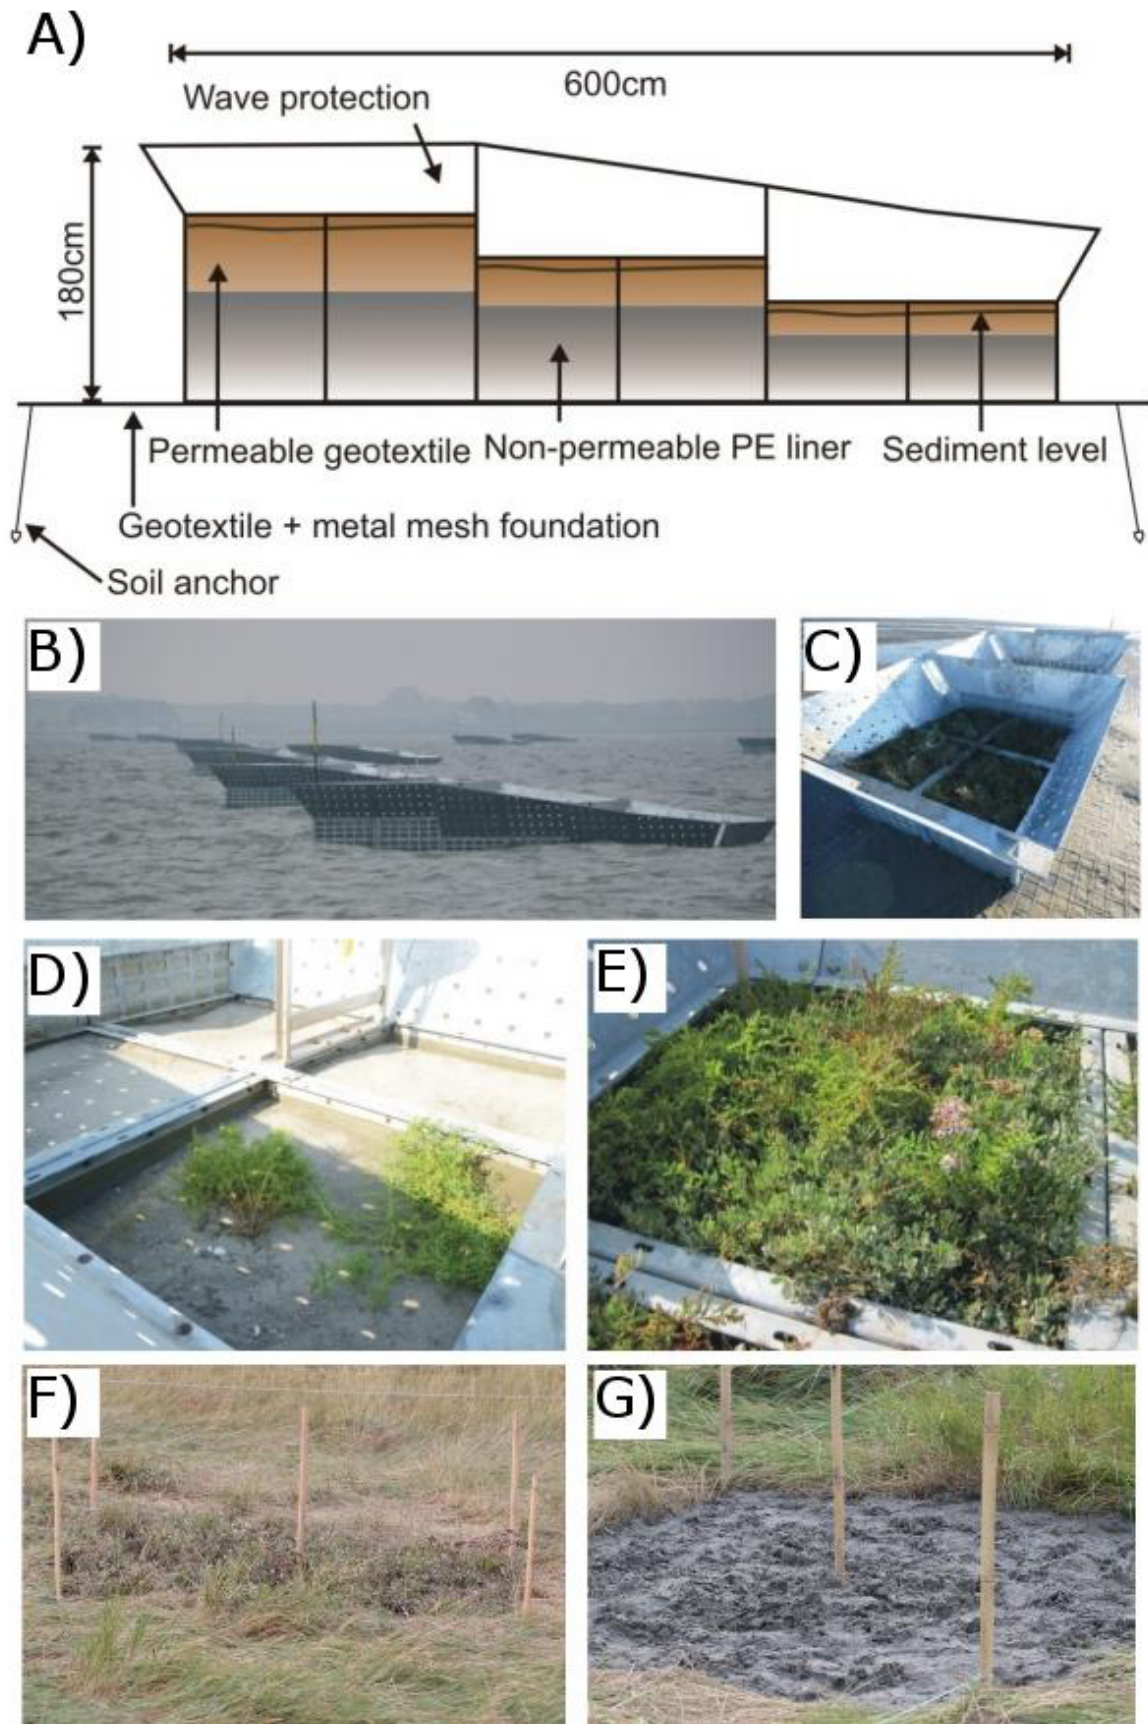 A)
600cm
Wave protection
180cm
Permeable geotextile
Non-permeable PE liner
Sediment level
Geotextile + metal mesh foundation
Soil anchor
B)
C)
D)
E)
F)
G)